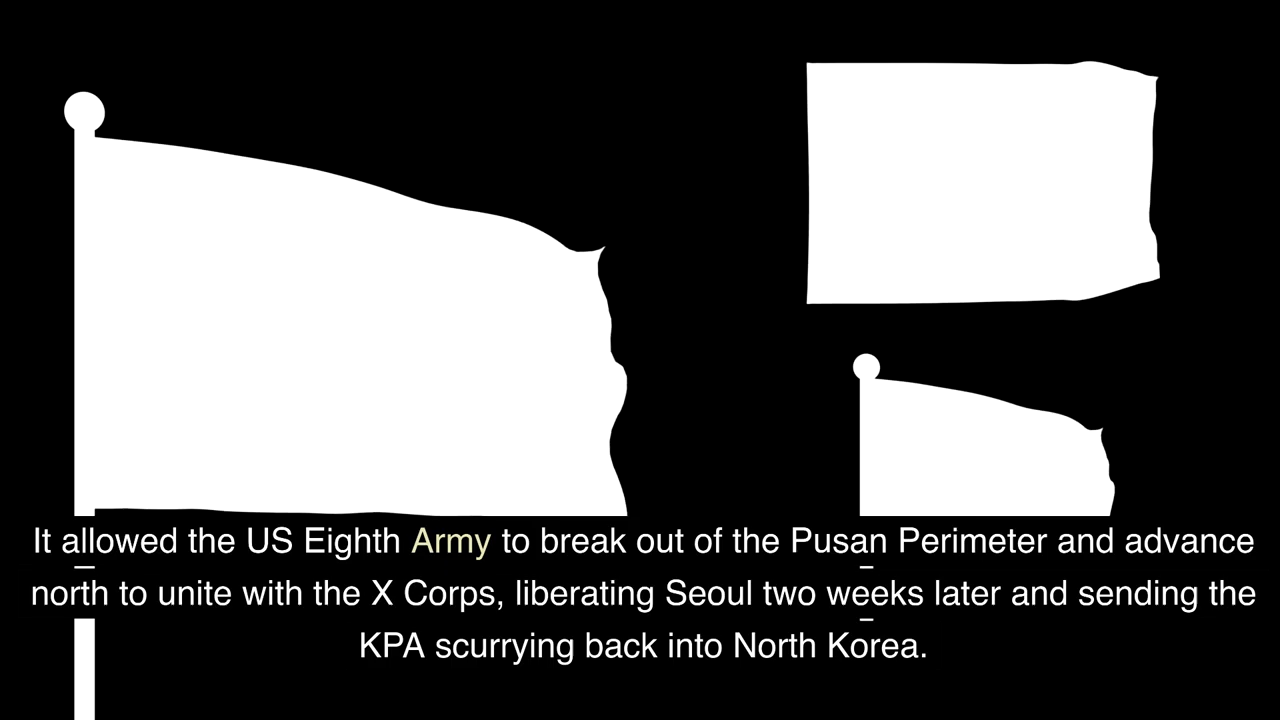 It allowed the US Eighth Army to break out of the Pusan Perimeter and advance
north to unite with the X Corps, liberating Seoul two weeks later and sending the
KPA scurrying back into North Korea.